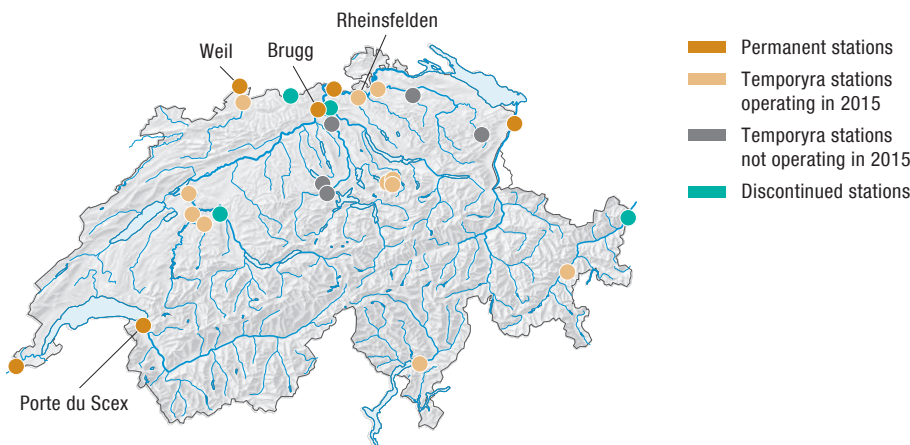 Rheinsfelden
Weil
Brugg
Porte du Scex
Permanent stations
Temporyra stations
operating in 2015
Temporyra stations
not operating in 2015
Discontinued stations